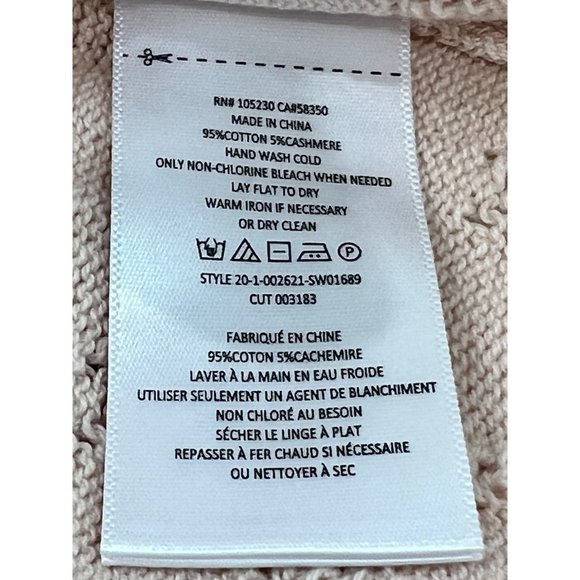 RN# 105230 CA#58350
MADE IN CHINA
95%COTTON 5%CASHMERE
HAND WASH COLD
ONLY NON-CHLORINE BLEACH WHEN NEEDED
LAY FLAT TO DRY
WARM IRON IF NECESSARY
OR DRY CLEAN
P
STYLE 20-1-002621-SW01689
CUT 003183
FABRIQUÉ EN CHINE
95%COTON 5%CACHEMIRE
LAVER À LA MAIN EN EAU FROIDE
UTILISER SEULEMENT UN AGENT DE BLANCHIMENT
NON CHLORÉ AU BESOIN
SÉCHER LE LINGE À PLAT
REPASSER À FER CHAUD SI NÉCESSAIRE
OU NETTOYER À SEC